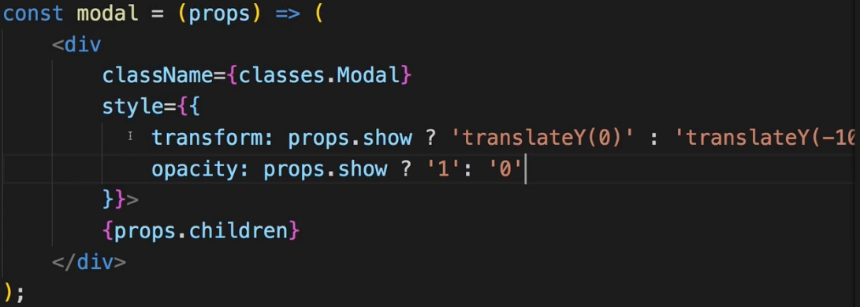 const modal = (props) => (
<div
className={classes.Modal}
style={{
transform: props.show ? 'translateY(0)' : 'translateY(-10
opacity: props.show ? '1': '0'
}}>
{props.children}
</div>
);